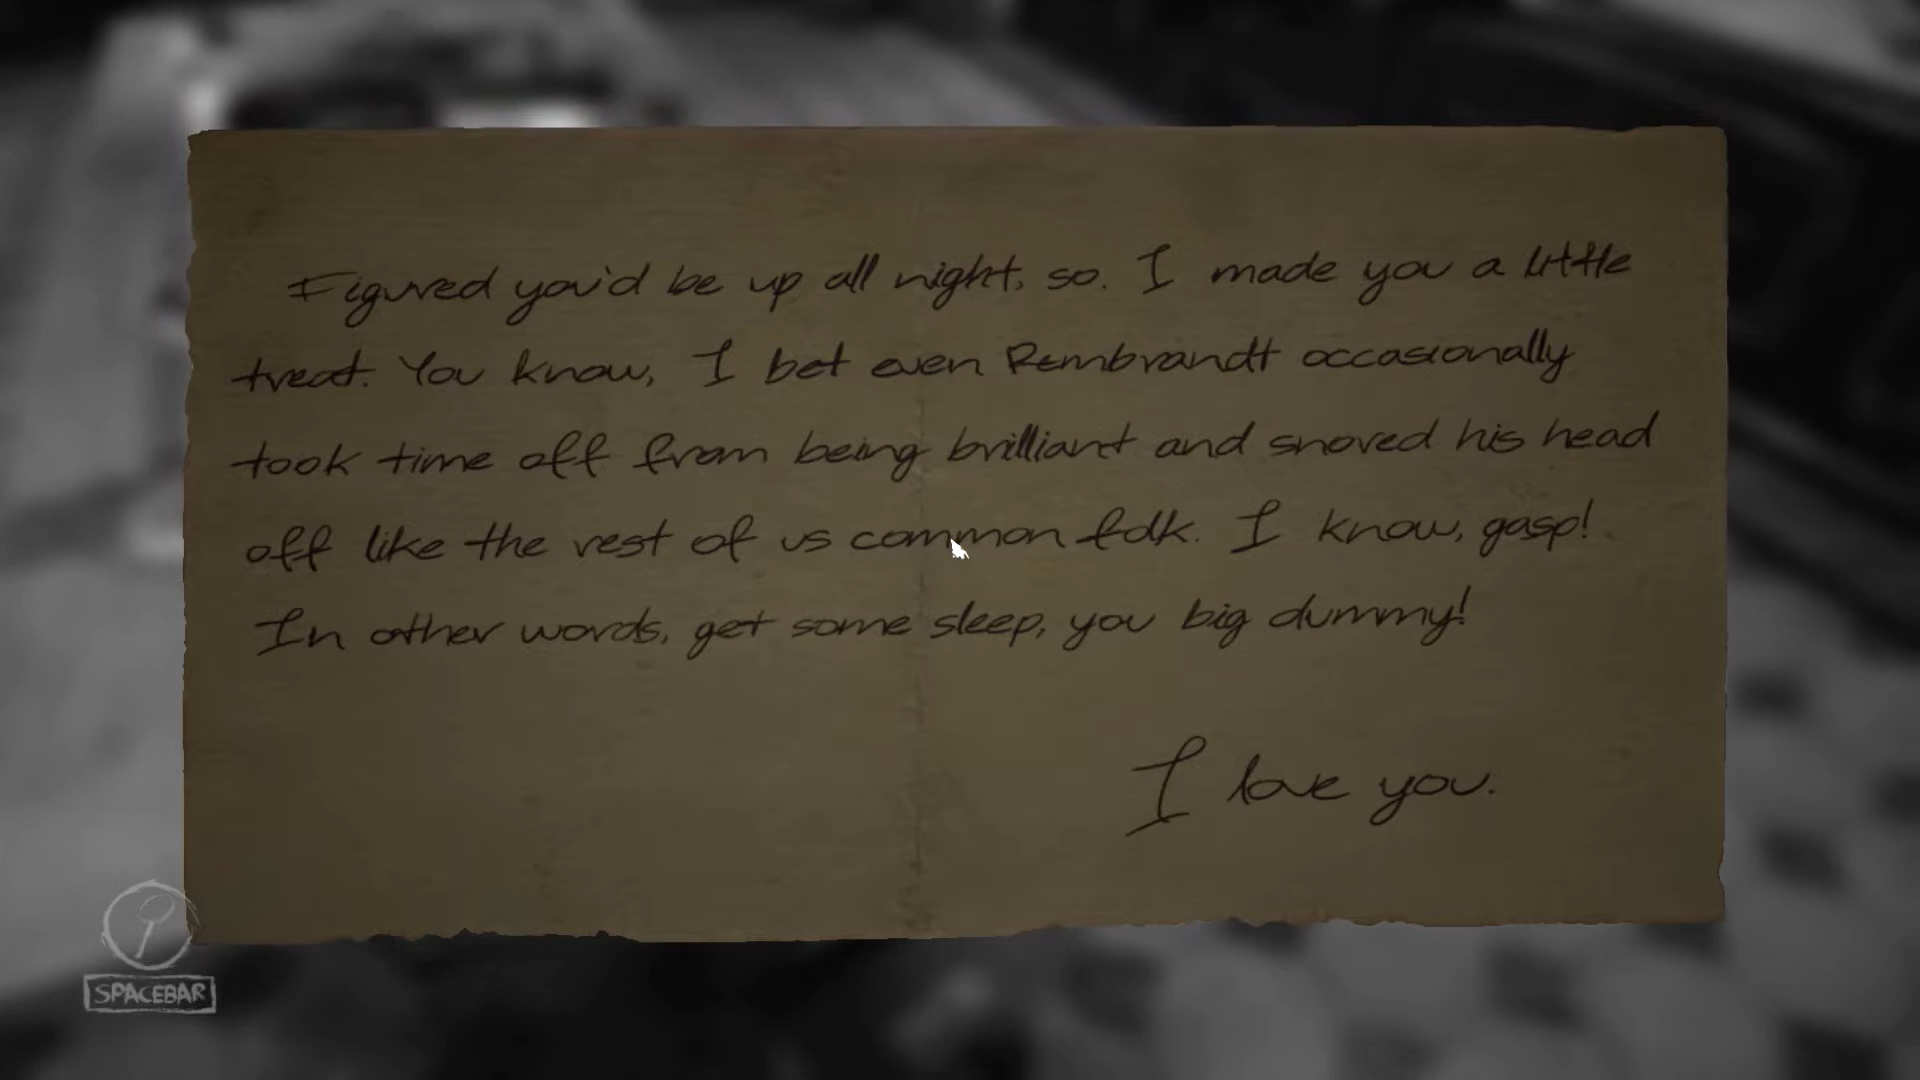 Figured you'd be up all night, so. I made you a little
treat. You know, I bet even Rembrandt occasionally
took time off from being brilliant and snored his head
off like the rest of us common folk. I know, gasp!
In other words, get some sleep, you big dummy!
I love you.
SPACEBAR